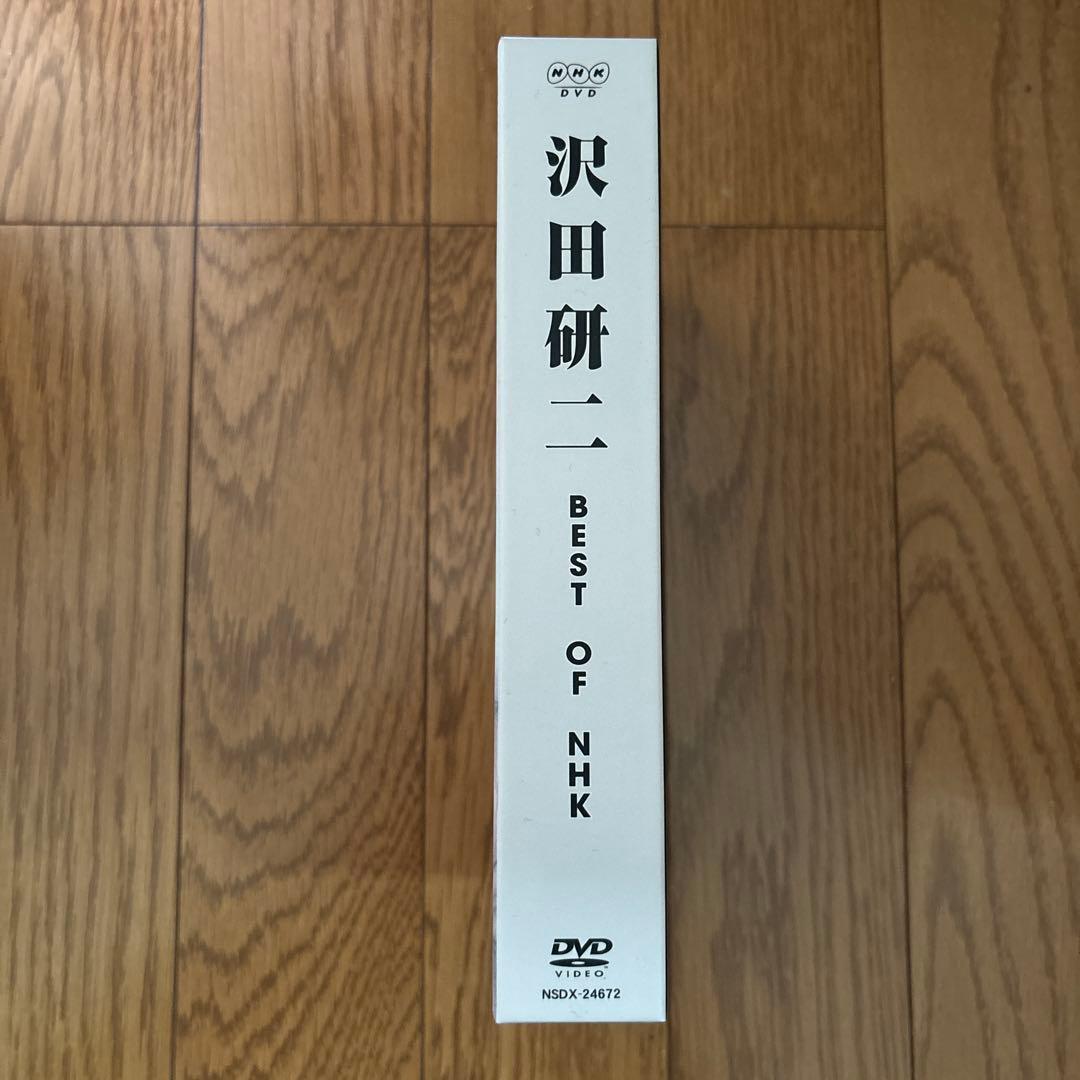 NHK
DVD
沢田研二
BEST OF NHK
DVD
VIDEO
NSDX-24672